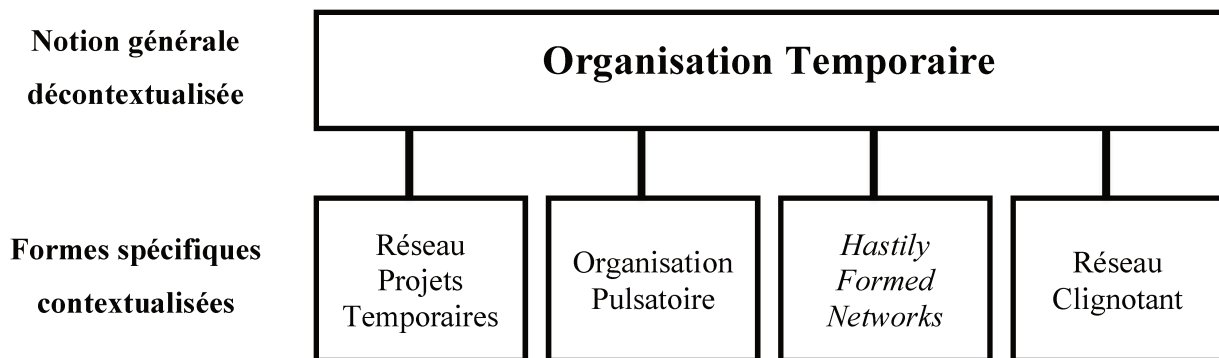 Notion générale
décontextualisée
Organisation Temporaire
Formes spécifiques
contextualisées
Réseau
Projets
Temporaires
Organisation
Pulsatoire
Hastily
Formed
Networks
Réseau
Clignotant